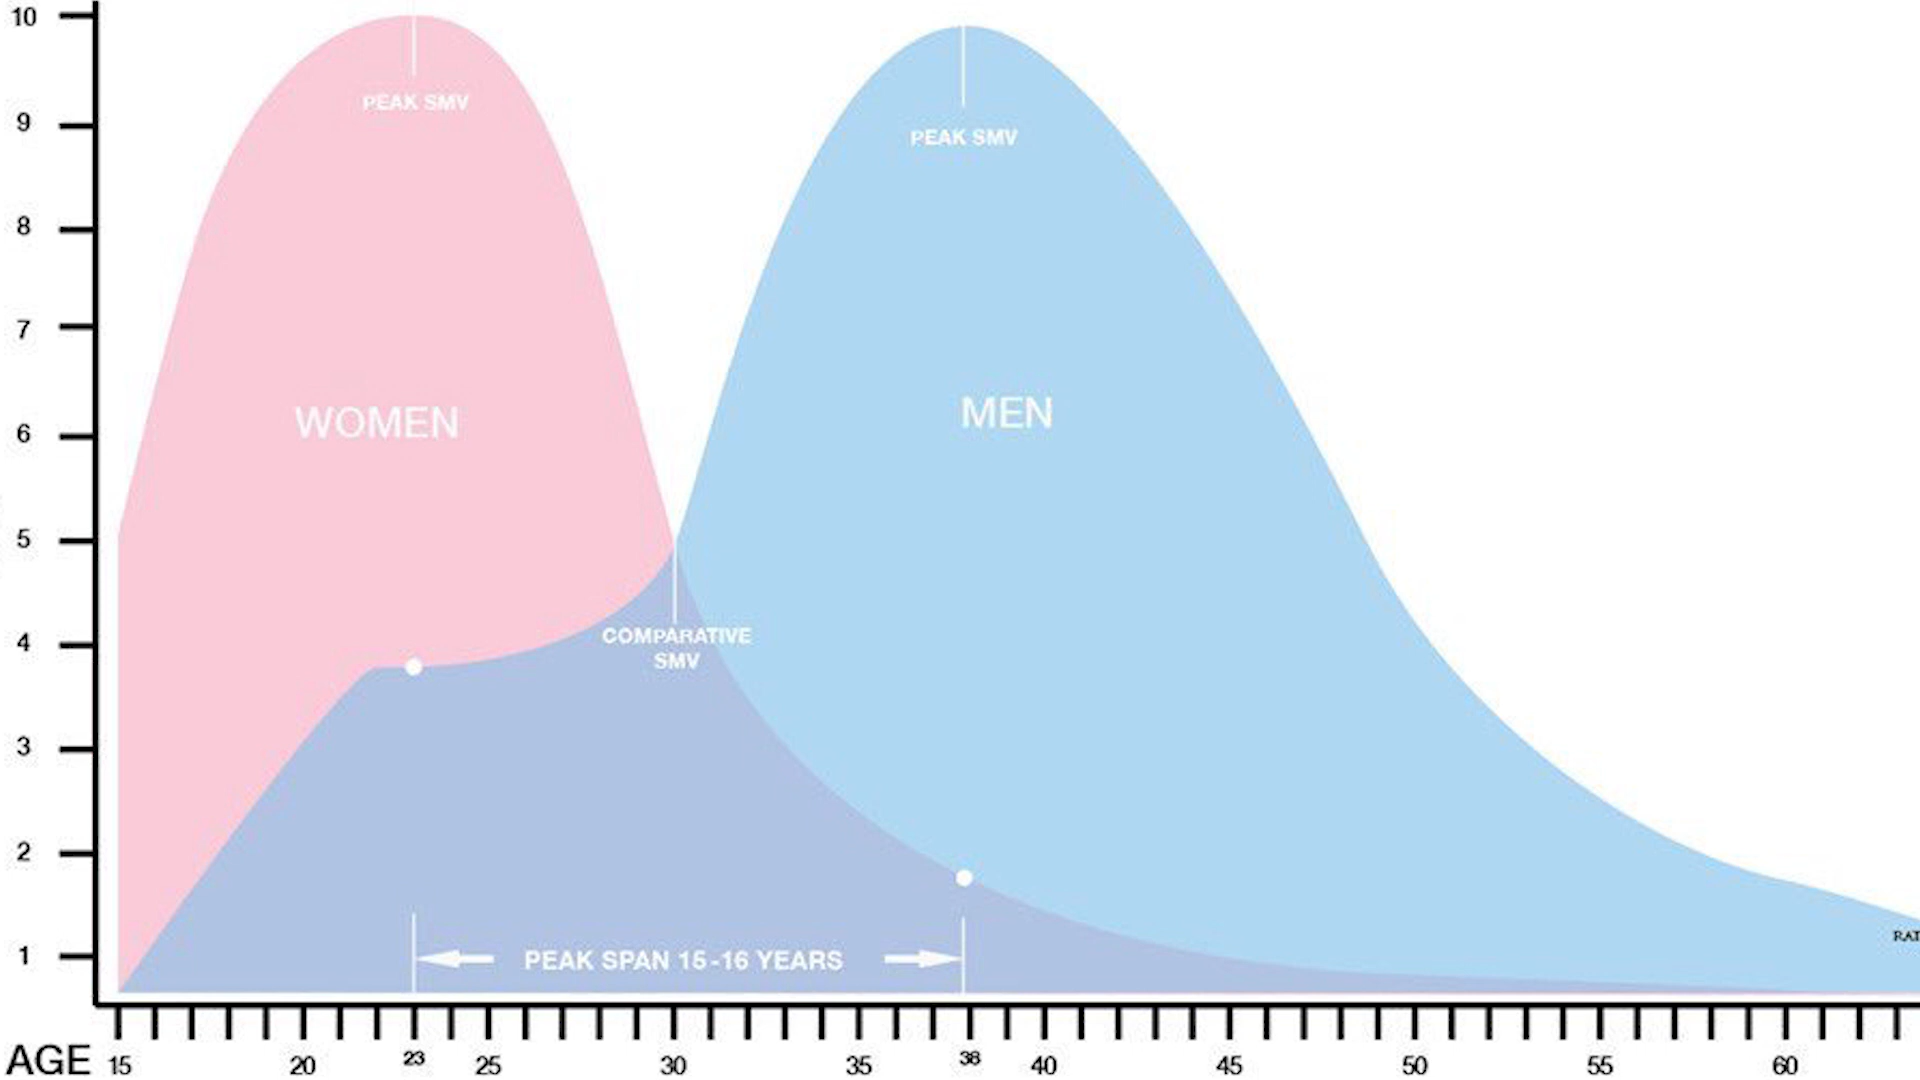 10
9
8
7
6
5
4
3
2
1
PEAK SMV
PEAK SMV
WOMEN
MEN
COMPARATIVE
SMV
PEAK SPAN 15-16 YEARS
RAT
AGE 15 20 23 25 30 35 38 40 45 50 55 60